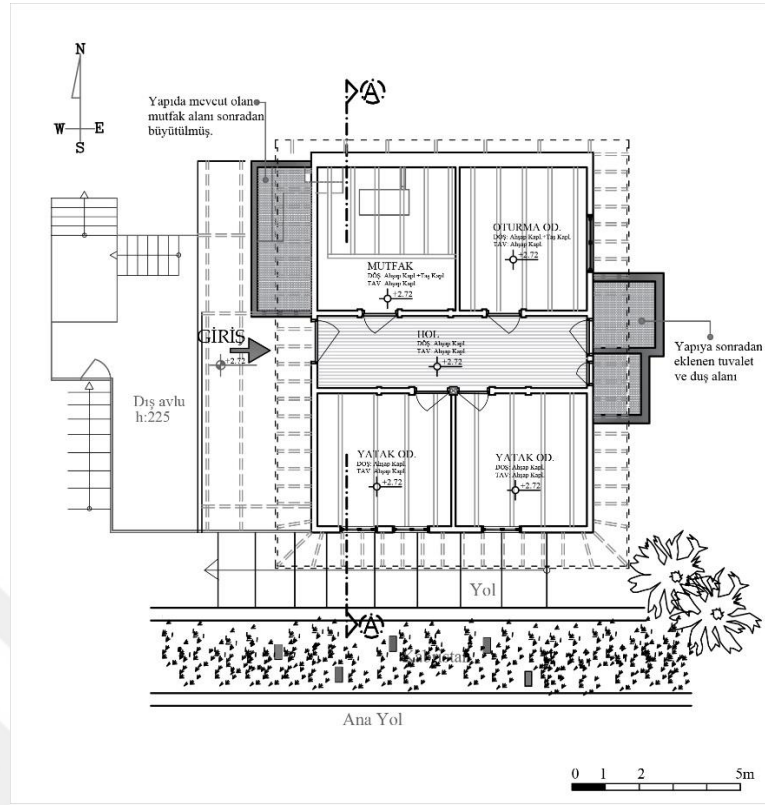 N
W E
S
Yapıda mevcut olan
mutfak alanı sonradan
büyütülmüş.
A
OTURMA OD.
DÖŞ: Ahşap Kapl.+Taş Kapl.
TAV: Ahşap Kapl.
+2.72
MUTFAK
DÖŞ: Ahşap Kapl.+Taş Kapl.
TAV: Ahşap Kapl.
+2.72
GİRİŞ
+2.72
HOL
DÖŞ: Ahşap Kapl.
TAV: Ahşap Kapl.
+2.72
Yapıya sonradan
eklenen tuvalet
ve duş alanı
Dış avlu
h:225
YATAK OD.
DÖŞ: Ahşap Kapl.
TAV: Ahşap Kapl.
+2.72
YATAK OD.
DÖŞ: Ahşap Kapl.
TAV: Ahşap Kapl.
+2.72
Yol
A
Kabristan
Ana Yol
0 1 2 5m